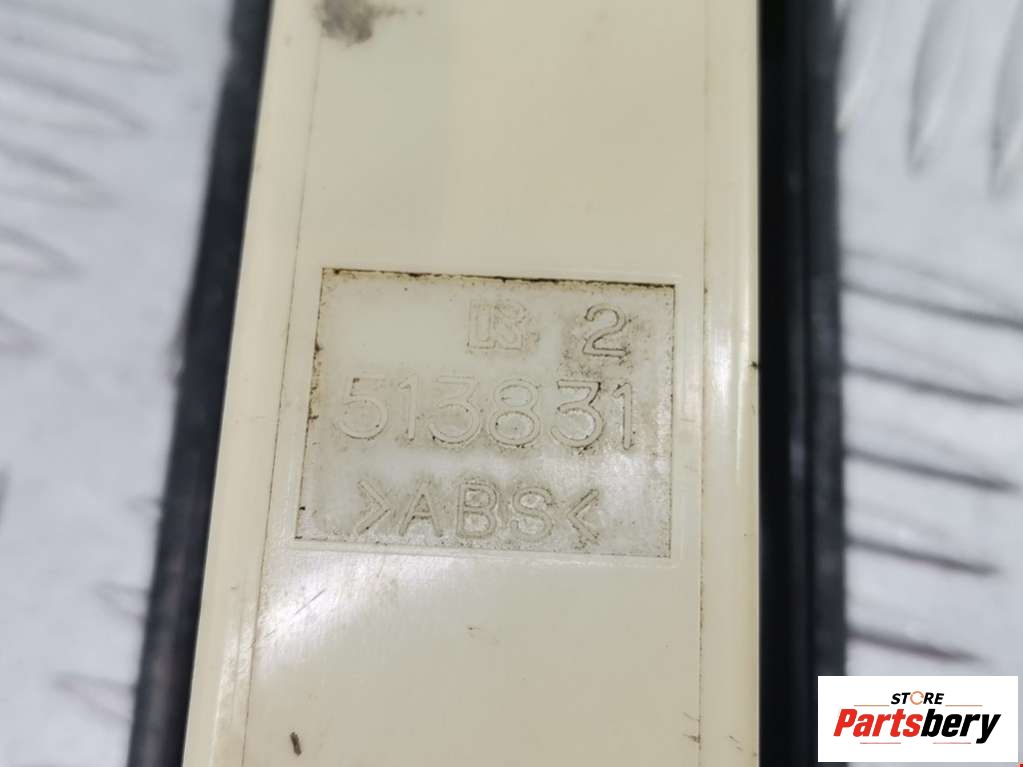 R 2
513831
>ABS<
STORE
Partsbery